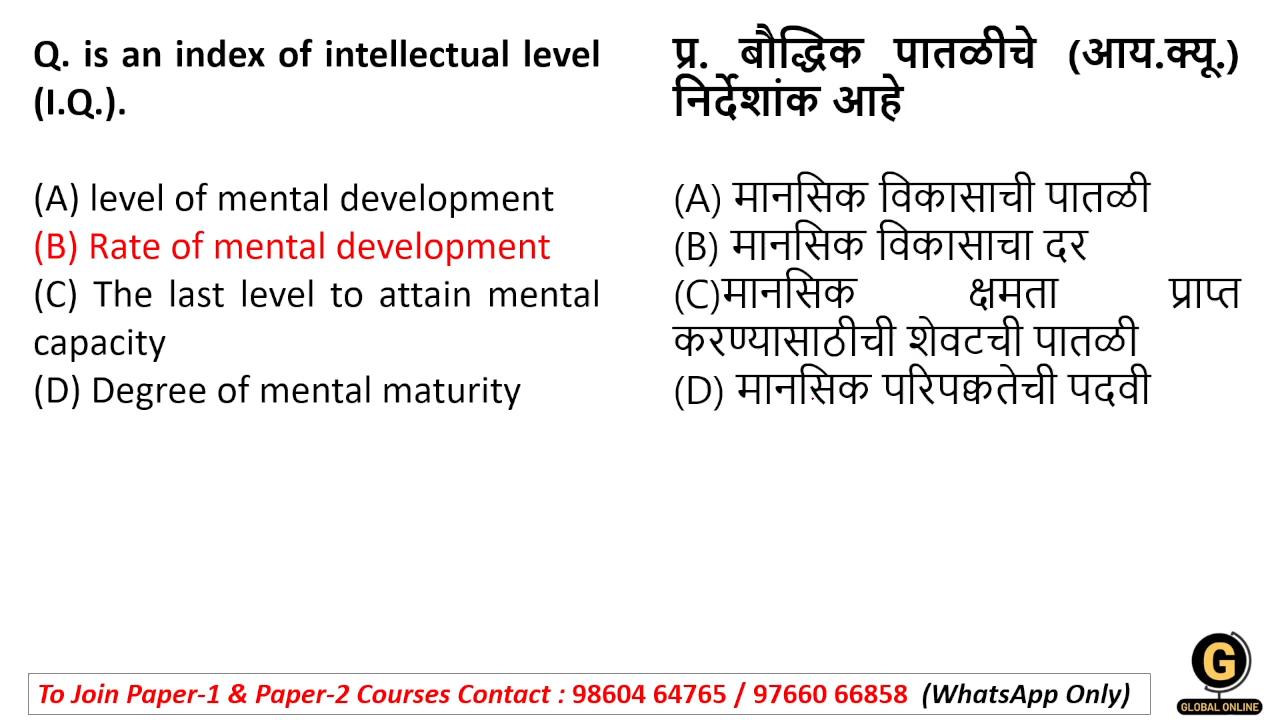 Q. is an index of intellectual level
(I.Q.).
(A) level of mental development
(B) Rate of mental development
(C) The last level to attain mental
capacity
(D) Degree of mental maturity
प्र. बौद्धिक पातळीचे (आय.क्यू.)
निर्देशांक आहे
(A) मानसिक विकासाची पातळी
(B) मानसिक विकासाचा दर
(C)मानसिक क्षमता प्राप्त
करण्यासाठीची शेवटची पातळी
(D) मानसिक परिपक्वतेची पदवी
To Join Paper-1 & Paper-2 Courses Contact : 98604 64765 / 97660 66858 (WhatsApp Only)
G
GLOBAL ONLINE